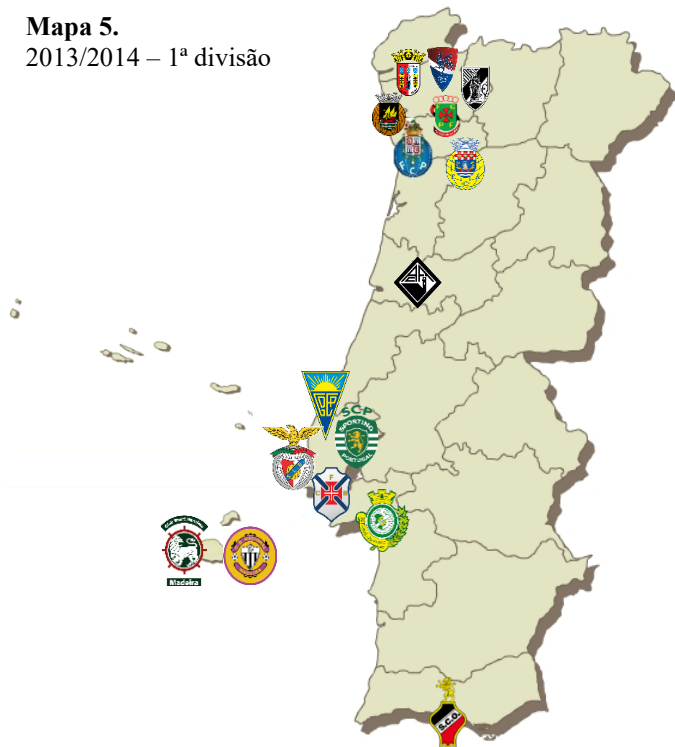 Mapa 5.
2013/2014 – 1ª divisão
P F
F C P
SCP
SPORTING
PORTUGAL
C F B
Madeira
S.C.O.